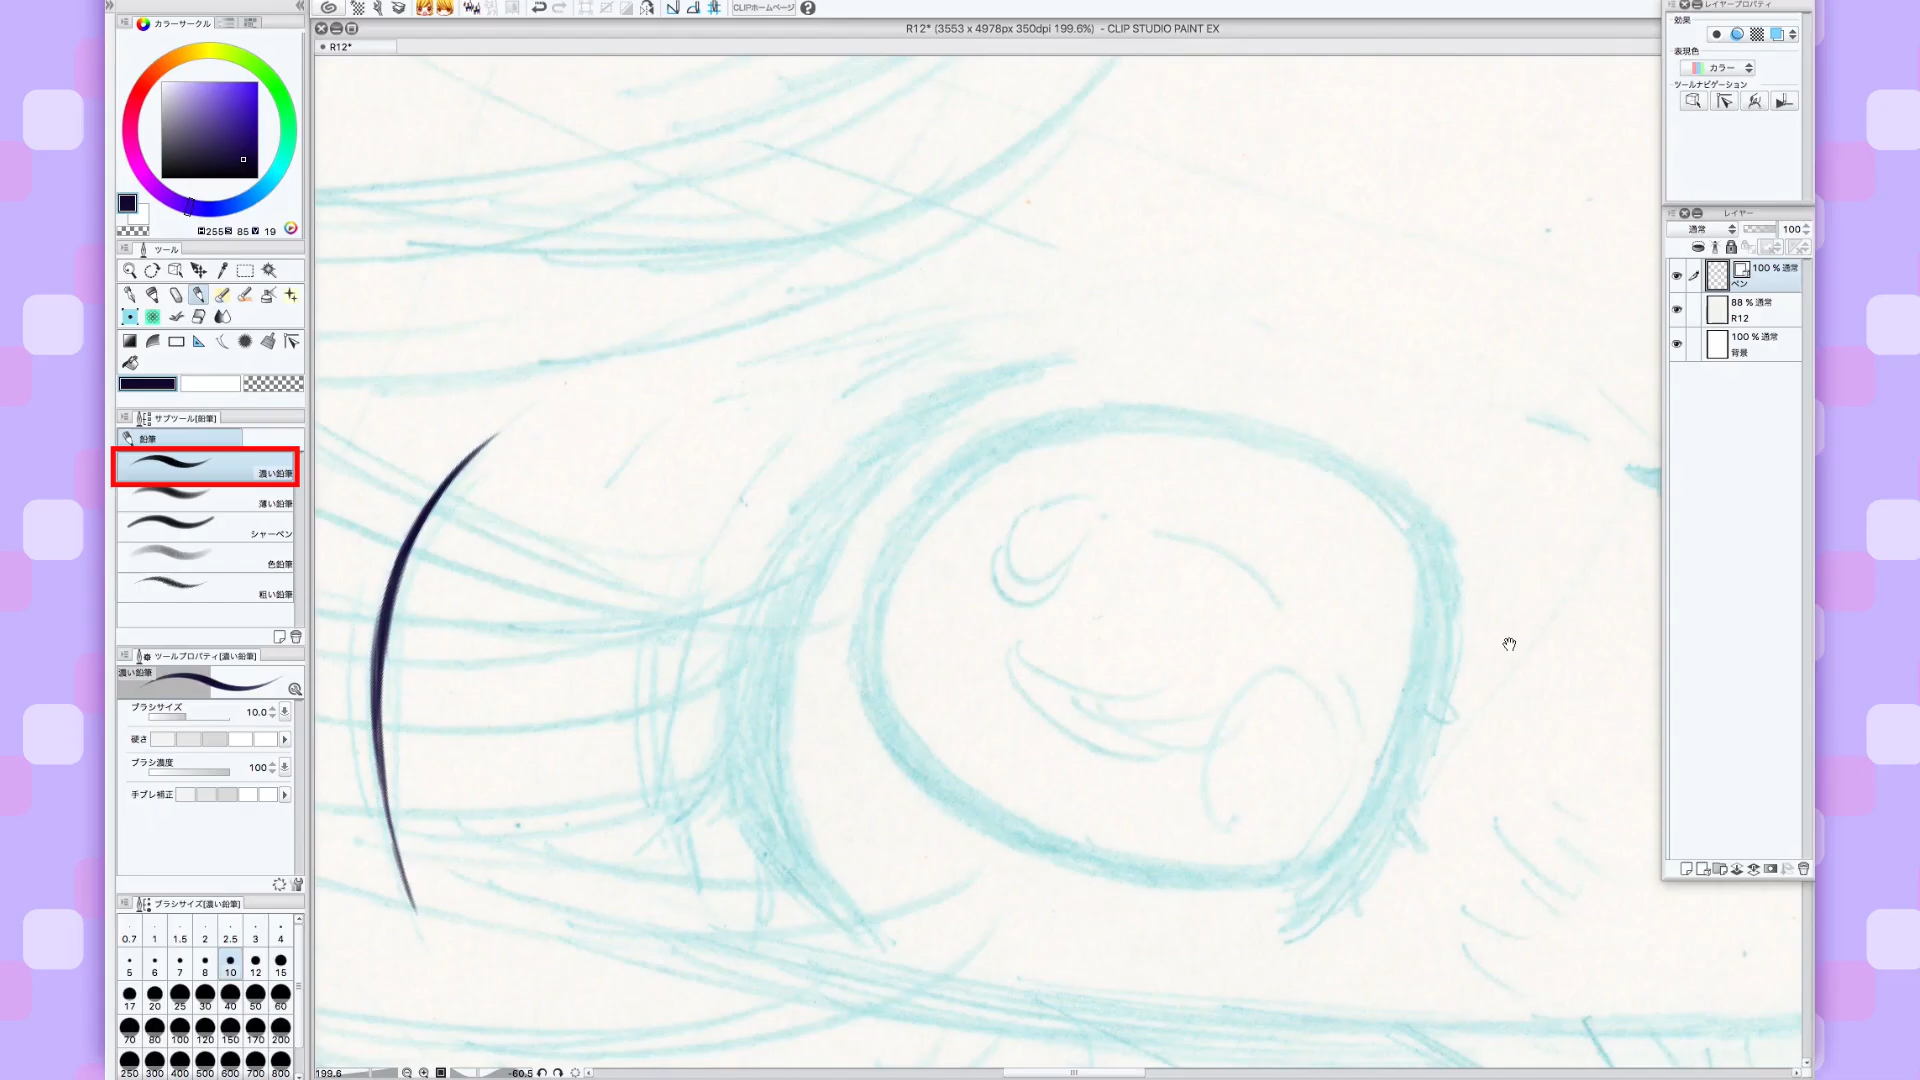 CLIPホームページ
カラーサークル
R12* (3553 x 4978px 350dpi 199.6%) - CLIP STUDIO PAINT EX
R12*
H255 S 85 V 19
ツール
サブツール[鉛筆]
鉛筆
濃い鉛筆
薄い鉛筆
シャーペン
色鉛筆
粗い鉛筆
ツールプロパティ[濃い鉛筆]
濃い鉛筆
ブラシサイズ 10.0
硬さ
ブラシ濃度 100
手ブレ補正
ブラシサイズ[濃い鉛筆]
0.7 1 1.5 2 2.5 3 4
5 6 7 8 10 12 15
17 20 25 30 40 50 60
70 80 100 120 150 170 200
250 300 400 500 600 700 800
199.6 -60.5
レイヤープロパティ
効果
表現色
カラー
ツールナビゲーション
レイヤー
通常 100
100 % 通常
ペン
88 % 通常
R12
100 % 通常
背景